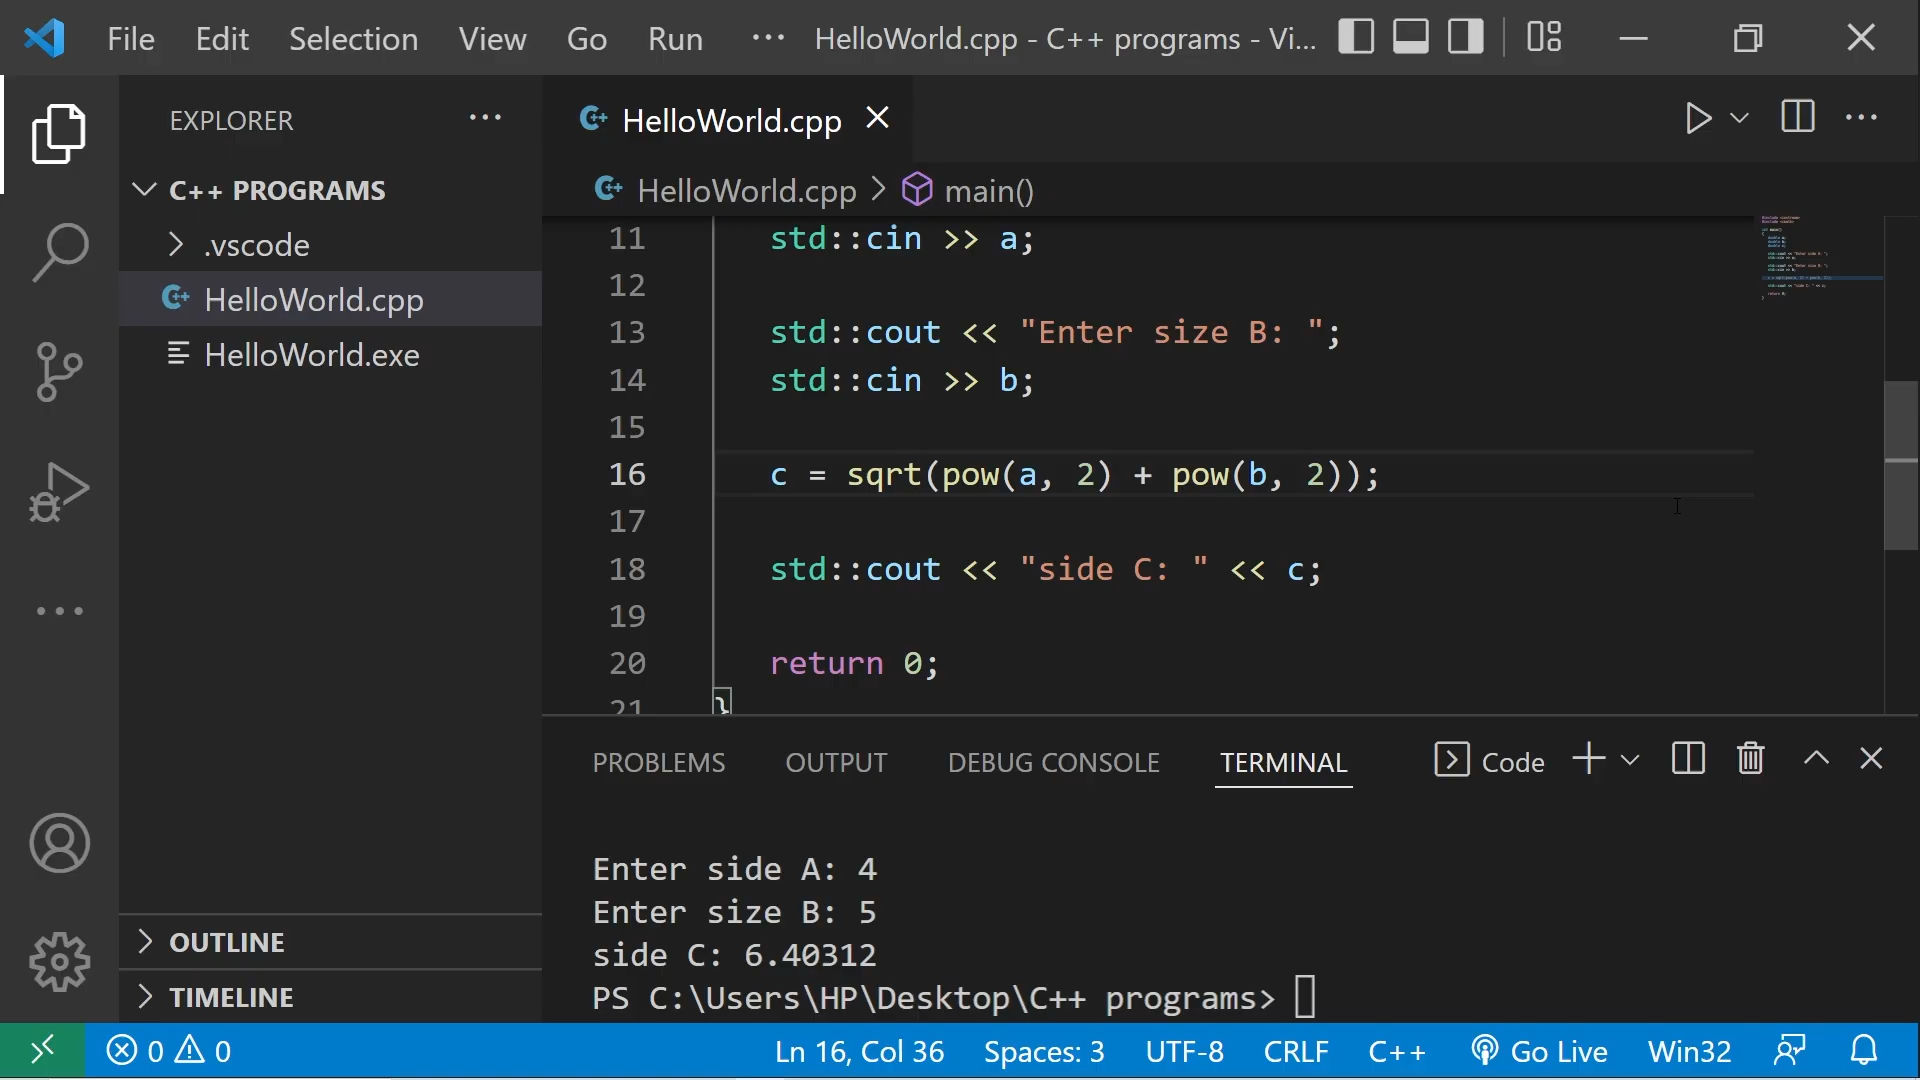 File Edit Selection View Go Run ··· HelloWorld.cpp - C++ programs - Vi...
EXPLORER ···
C++ PROGRAMS
.vscode
HelloWorld.cpp
HelloWorld.exe
OUTLINE
TIMELINE
HelloWorld.cpp
HelloWorld.cpp > main()
11 std::cin >> a;
12
13 std::cout << "Enter size B: ";
14 std::cin >> b;
15
16 c = sqrt(pow(a, 2) + pow(b, 2));
17
18 std::cout << "side C: " << c;
19
20 return 0;
21 }
PROBLEMS OUTPUT DEBUG CONSOLE TERMINAL Code
Enter side A: 4
Enter size B: 5
side C: 6.40312
PS C:\Users\HP\Desktop\C++ programs>
0 0 Ln 16, Col 36 Spaces: 3 UTF-8 CRLF C++ Go Live Win32